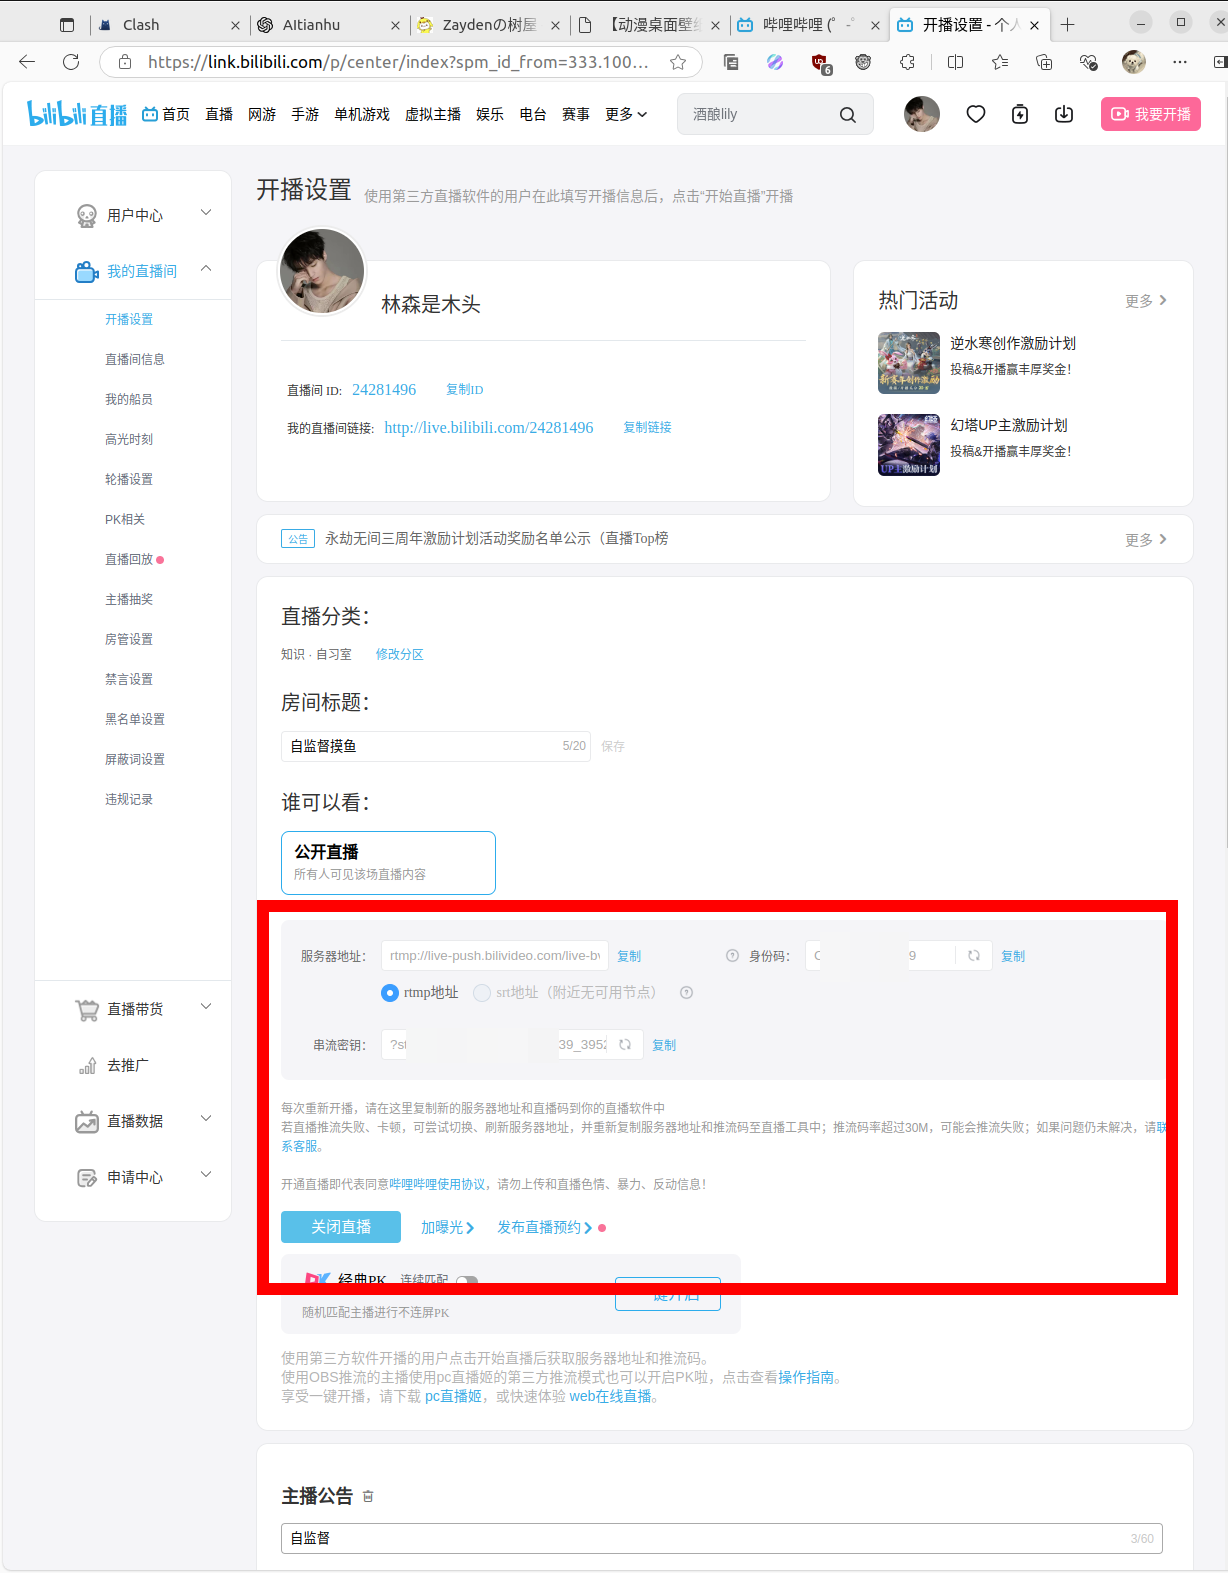 Clash
AItianhu
Zaydenの树屋
【动漫桌面壁纸
哔哩哔哩 (゜-゜
开播设置 - 个人
https://link.bilibili.com/p/center/index?spm_id_from=333.100...
6
bilibili 直播
首页 直播 网游 手游 单机游戏 虚拟主播 娱乐 电台 赛事 更多
酒酿lily
我要开播
用户中心
我的直播间
开播设置
直播间信息
我的船员
高光时刻
轮播设置
PK相关
直播回放
主播抽奖
房管设置
禁言设置
黑名单设置
屏蔽词设置
违规记录
直播带货
去推广
直播数据
申请中心
开播设置 使用第三方直播软件的用户在此填写开播信息后，点击“开始直播”开播
林森是木头
直播间 ID: 24281496 复制ID
我的直播间链接: http://live.bilibili.com/24281496 复制链接
热门活动 更多
逆水寒创作激励计划
投稿&开播赢丰厚奖金!
新青年创作激励
幻塔UP主激励计划
投稿&开播赢丰厚奖金!
UP主激励计划
公告 永劫无间三周年激励计划活动奖励名单公示（直播Top榜 更多
直播分类：
知识 · 自习室 修改分区
房间标题：
自监督摸鱼 5/20 保存
谁可以看：
公开直播
所有人可见该场直播内容
服务器地址： rtmp://live-push.bilivideo.com/live-bv 复制 身份码： C 9 复制
rtmp地址 srt地址（附近无可用节点）
串流密钥： ?st 39_3952 复制
每次重新开播，请在这里复制新的服务器地址和直播码到你的直播软件中
若直播推流失败、卡顿，可尝试切换、刷新服务器地址，并重新复制服务器地址和推流码至直播工具中；推流码率超过30M，可能会推流失败；如果问题仍未解决，请联
系客服。
开通直播即代表同意哔哩哔哩使用协议，请勿上传和直播色情、暴力、反动信息！
关闭直播 加曝光 发布直播预约
PK 经典PK 连续匹配
一键开启
随机匹配主播进行不连屏PK
使用第三方软件开播的用户点击开始直播后获取服务器地址和推流码。
使用OBS推流的主播使用pc直播姬的第三方推流模式也可以开启PK啦，点击查看操作指南。
享受一键开播，请下载 pc直播姬，或快速体验 web在线直播。
主播公告
自监督 3/60